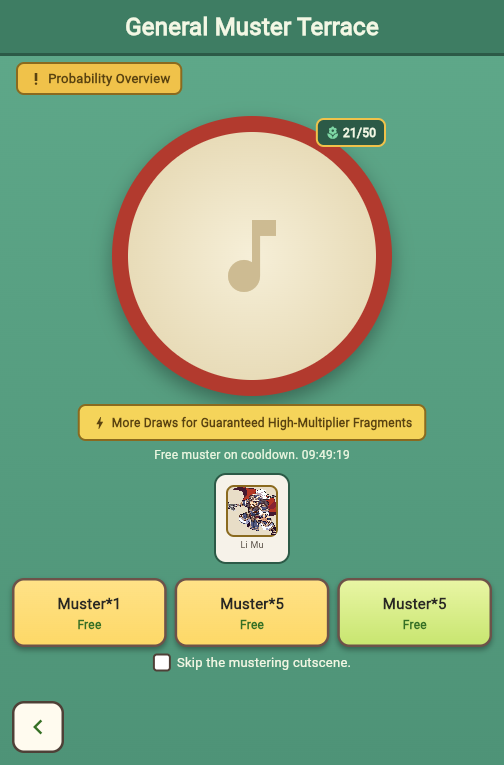 General Muster Terrace
Probability Overview
21/50
More Draws for Guaranteed High-Multiplier Fragments
Free muster on cooldown. 09:49:19
Li Mu
Muster*1
Free
Muster*5
Free
Muster*5
Free
Skip the mustering cutscene.